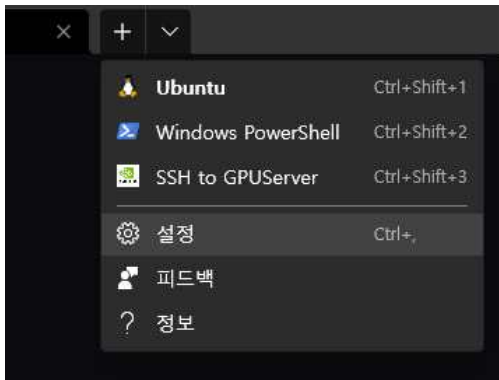 Ubuntu Ctrl+Shift+1
Windows PowerShell Ctrl+Shift+2
SSH to GPUServer Ctrl+Shift+3
설정 Ctrl+,
피드백
? 정보